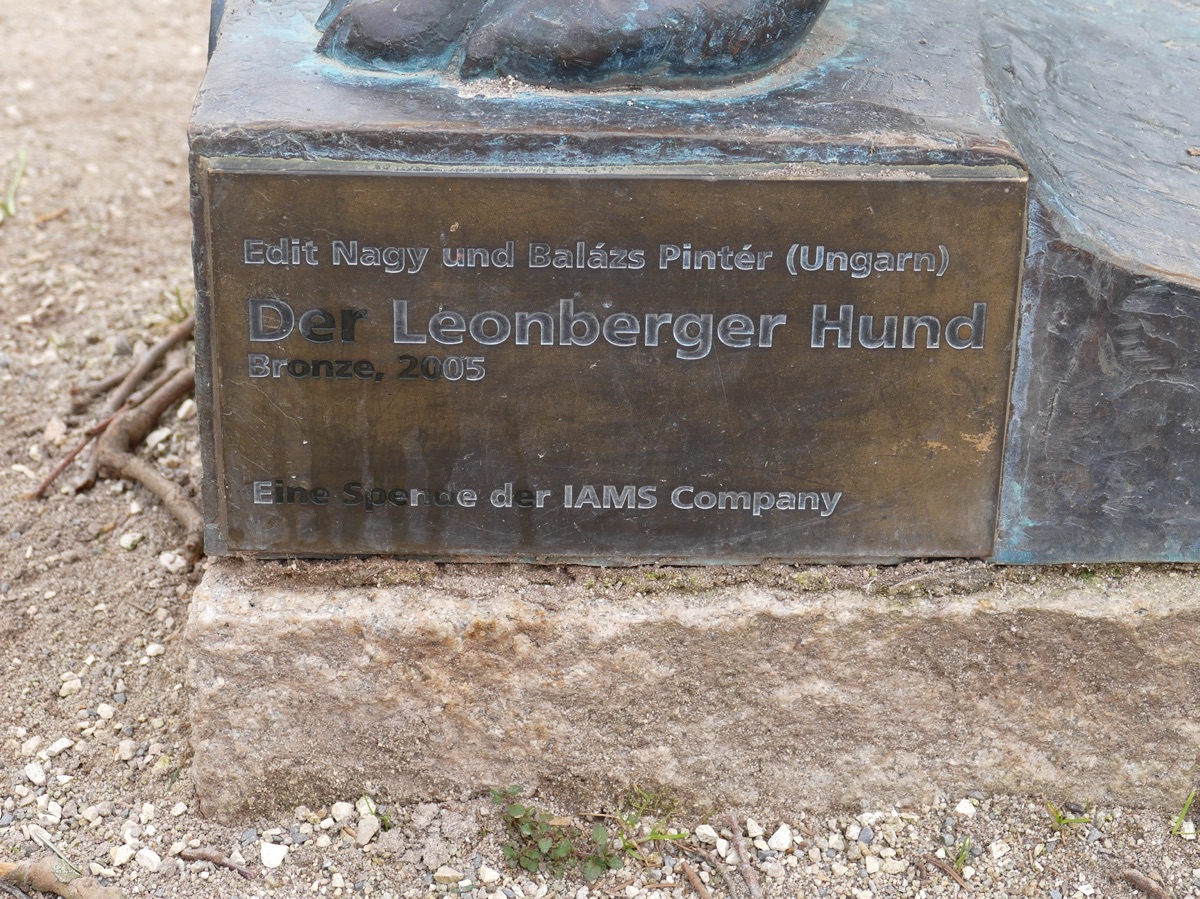 Edit Nagy und Balázs Pintér (Ungarn)
Der Leonberger Hund
Bronze, 2005
Eine Spende der IAMS Company